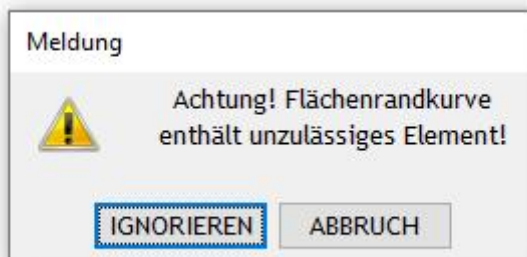 Meldung
Achtung! Flächenrandkurve
enthält unzulässiges Element!
IGNORIEREN ABBRUCH